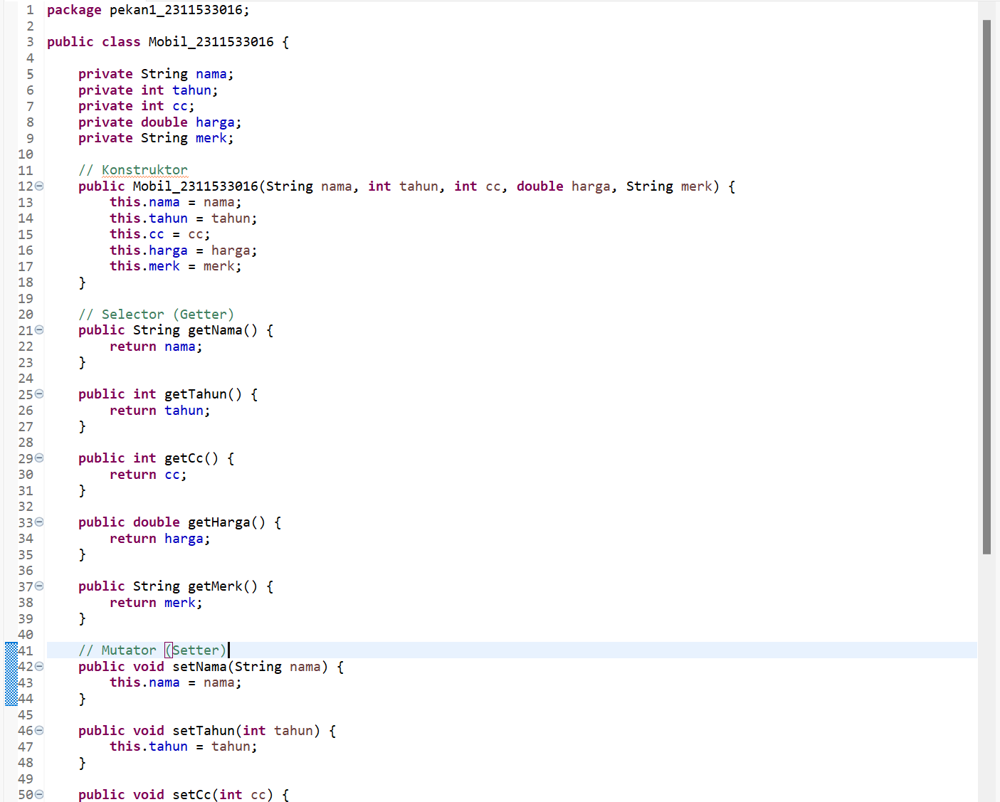 1 package pekan1_2311533016;
2
3 public class Mobil_2311533016 {
4
5     private String nama;
6     private int tahun;
7     private int cc;
8     private double harga;
9     private String merk;
10
11     // Konstruktor
12     public Mobil_2311533016(String nama, int tahun, int cc, double harga, String merk) {
13         this.nama = nama;
14         this.tahun = tahun;
15         this.cc = cc;
16         this.harga = harga;
17         this.merk = merk;
18     }
19
20     // Selector (Getter)
21     public String getNama() {
22         return nama;
23     }
24
25     public int getTahun() {
26         return tahun;
27     }
28
29     public int getCc() {
30         return cc;
31     }
32
33     public double getHarga() {
34         return harga;
35     }
36
37     public String getMerk() {
38         return merk;
39     }
40
41     // Mutator (Setter)
42     public void setNama(String nama) {
43         this.nama = nama;
44     }
45
46     public void setTahun(int tahun) {
47         this.tahun = tahun;
48     }
49
50     public void setCc(int cc) {